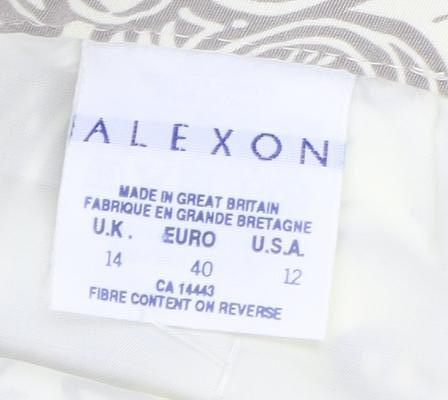 ALEXON
MADE IN GREAT BRITAIN
FABRIQUE EN GRANDE BRETAGNE
U.K. EURO U.S.A.
14 40 12
CA 14443
FIBRE CONTENT ON REVERSE